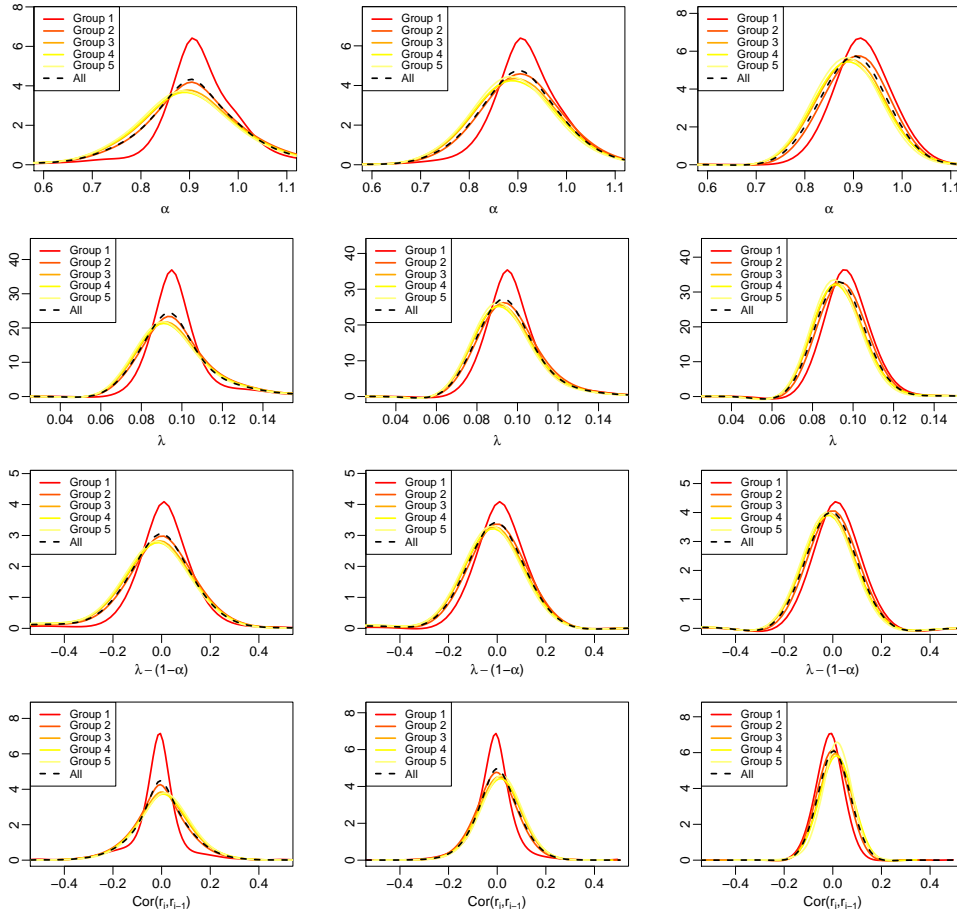 Group 1
Group 2
Group 3
Group 4
Group 5
All
0 2 4 6 8
0.6 0.7 0.8 0.9 1.0 1.1
α
Group 1
Group 2
Group 3
Group 4
Group 5
All
0 2 4 6 8
0.6 0.7 0.8 0.9 1.0 1.1
α
Group 1
Group 2
Group 3
Group 4
Group 5
All
0 2 4 6 8
0.6 0.7 0.8 0.9 1.0 1.1
α
Group 1
Group 2
Group 3
Group 4
Group 5
All
0 10 20 30 40
0.04 0.06 0.08 0.10 0.12 0.14
λ
Group 1
Group 2
Group 3
Group 4
Group 5
All
0 10 20 30 40
0.04 0.06 0.08 0.10 0.12 0.14
λ
Group 1
Group 2
Group 3
Group 4
Group 5
All
0 10 20 30 40
0.04 0.06 0.08 0.10 0.12 0.14
λ
Group 1
Group 2
Group 3
Group 4
Group 5
All
0 1 2 3 4 5
−0.4 −0.2 0.0 0.2 0.4
λ − (1−α)
Group 1
Group 2
Group 3
Group 4
Group 5
All
0 1 2 3 4 5
−0.4 −0.2 0.0 0.2 0.4
λ − (1−α)
Group 1
Group 2
Group 3
Group 4
Group 5
All
0 1 2 3 4 5
−0.4 −0.2 0.0 0.2 0.4
λ − (1−α)
Group 1
Group 2
Group 3
Group 4
Group 5
All
0 2 4 6 8
−0.4 −0.2 0.0 0.2 0.4
Cor(rᵢ,rᵢ₋₁)
Group 1
Group 2
Group 3
Group 4
Group 5
All
0 2 4 6 8
−0.4 −0.2 0.0 0.2 0.4
Cor(rᵢ,rᵢ₋₁)
Group 1
Group 2
Group 3
Group 4
Group 5
All
0 2 4 6 8
−0.4 −0.2 0.0 0.2 0.4
Cor(rᵢ,rᵢ₋₁)